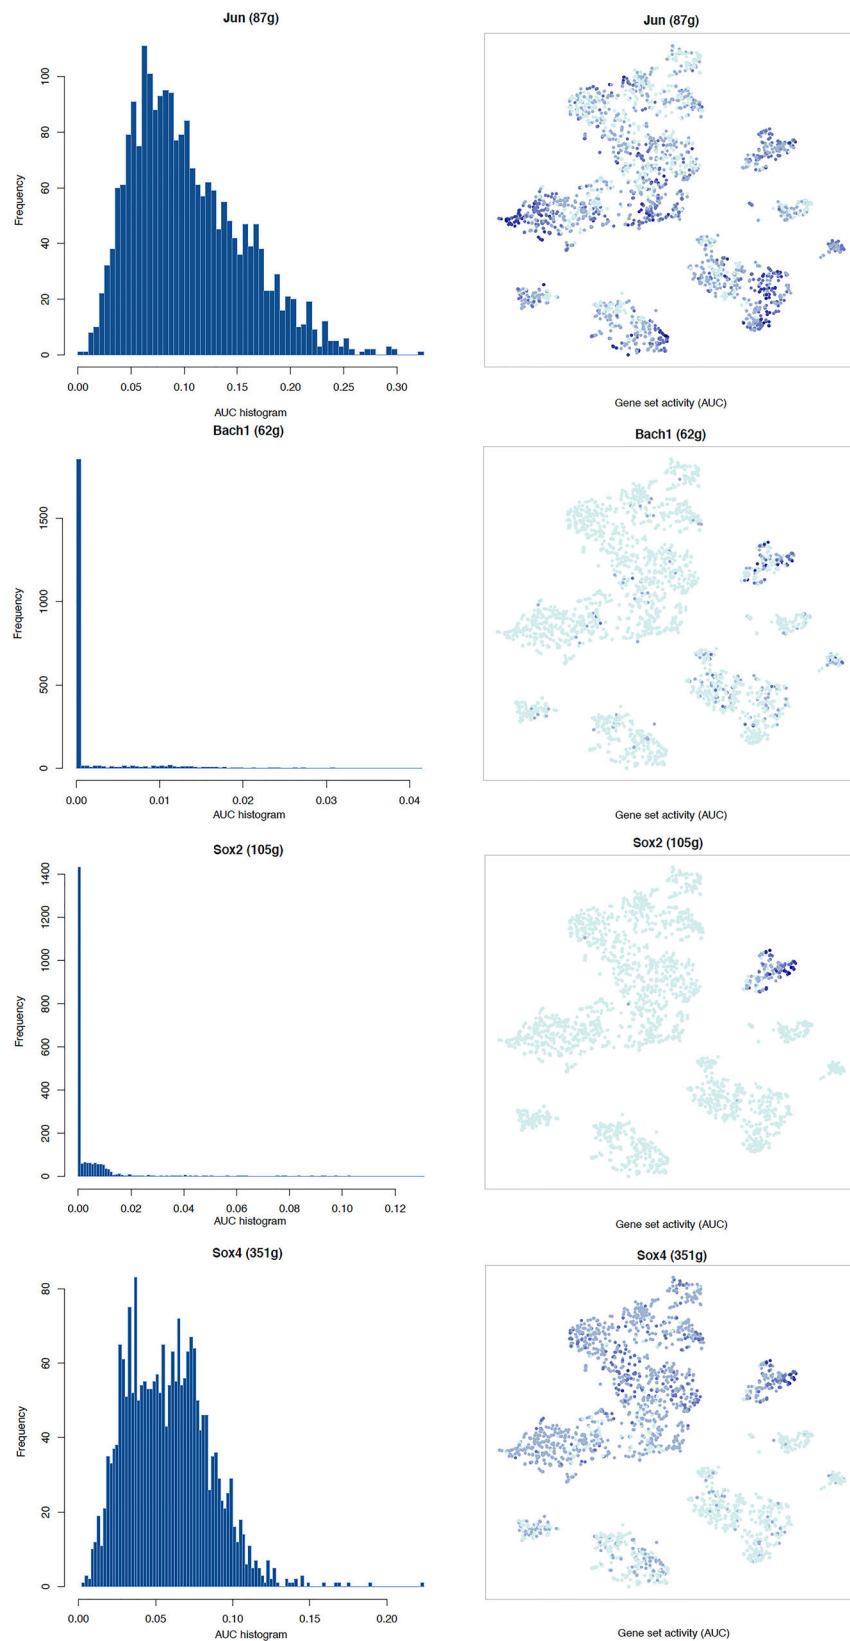 Jun (87g)
Frequency
0 20 40 60 80 100
0.00 0.05 0.10 0.15 0.20 0.25 0.30
AUC histogram
Jun (87g)
Gene set activity (AUC)
Bach1 (62g)
Frequency
0 500 1000 1500
0.00 0.01 0.02 0.03 0.04
AUC histogram
Bach1 (62g)
Gene set activity (AUC)
Sox2 (105g)
Frequency
0 200 400 600 800 1000 1200 1400
0.00 0.02 0.04 0.06 0.08 0.10 0.12
AUC histogram
Sox2 (105g)
Gene set activity (AUC)
Sox4 (351g)
Frequency
0 20 40 60 80
0.00 0.05 0.10 0.15 0.20
AUC histogram
Sox4 (351g)
Gene set activity (AUC)